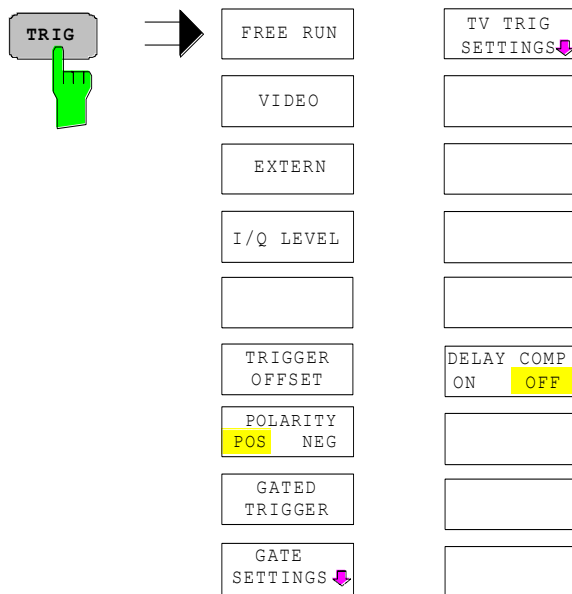 TRIG
FREE RUN
VIDEO
EXTERN
I/Q LEVEL
TRIGGER
OFFSET
POLARITY
POS NEG
GATED
TRIGGER
GATE
SETTINGS
TV TRIG
SETTINGS
DELAY COMP
ON OFF